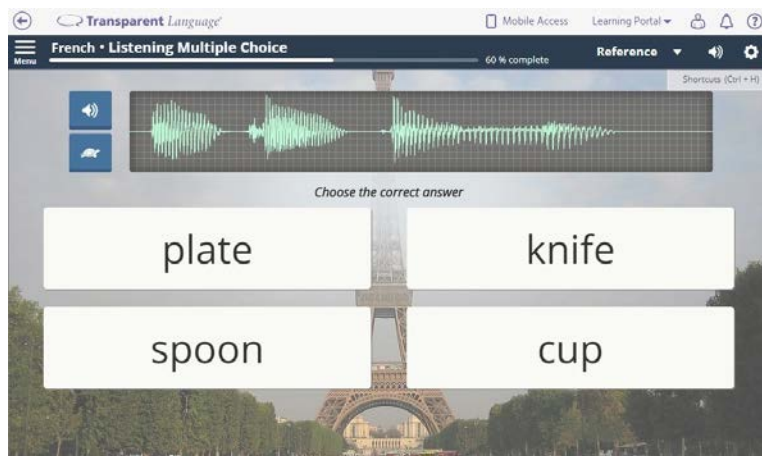 Transparent Language
Mobile Access
Learning Portal
French • Listening Multiple Choice
60 % complete
Reference
Menu
Shortcuts (Ctrl + H)
Choose the correct answer
plate
knife
spoon
cup